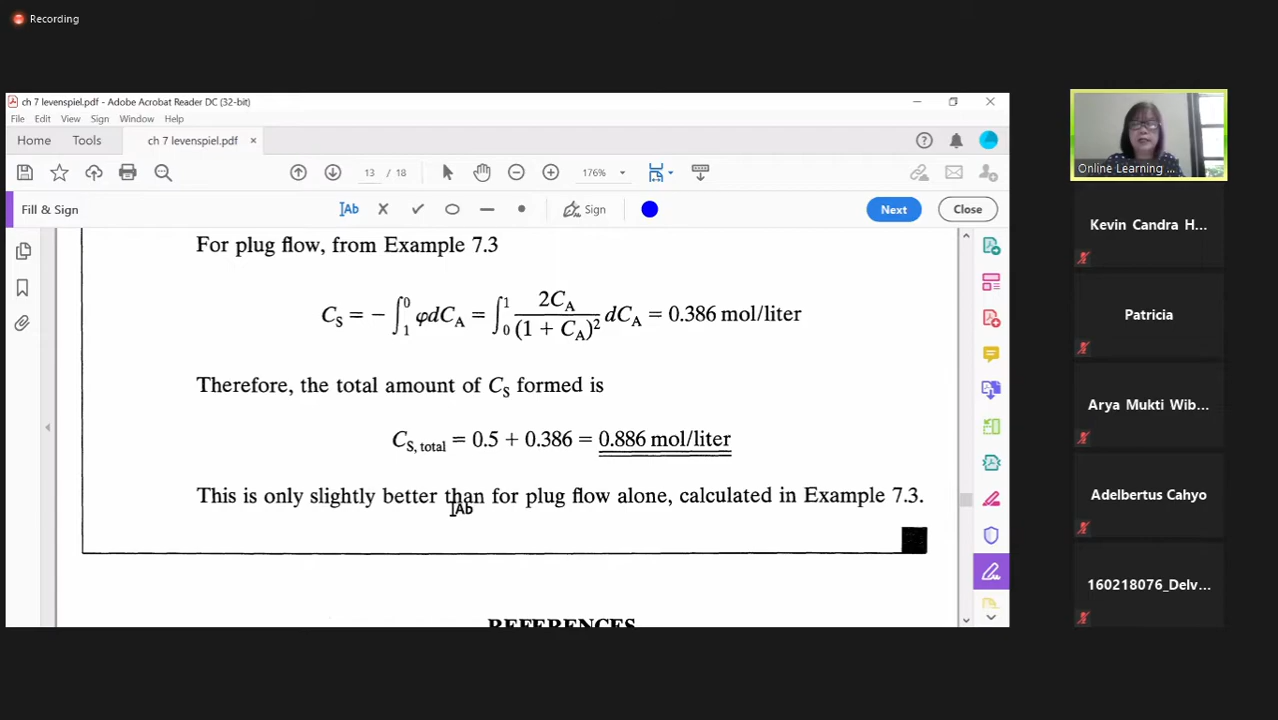 Recording
ch 7 levenspiel.pdf - Adobe Acrobat Reader DC (32-bit)
File Edit View Sign Window Help
Home Tools ch 7 levenspiel.pdf ×
13 / 18 176%
Fill & Sign IAb Sign Next Close
For plug flow, from Example 7.3
C_S = − ∫₁⁰ φdC_A = ∫₀¹ 2C_A / (1 + C_A)² dC_A = 0.386 mol/liter
Therefore, the total amount of C_S formed is
C_S, total = 0.5 + 0.386 = 0.886 mol/liter
This is only slightly better than for plug flow alone, calculated in Example 7.3.
IAb
REFERENCES
Online Learning ...
Kevin Candra H...
Patricia
Arya Mukti Wib...
Adelbertus Cahyo
160218076_Delv...